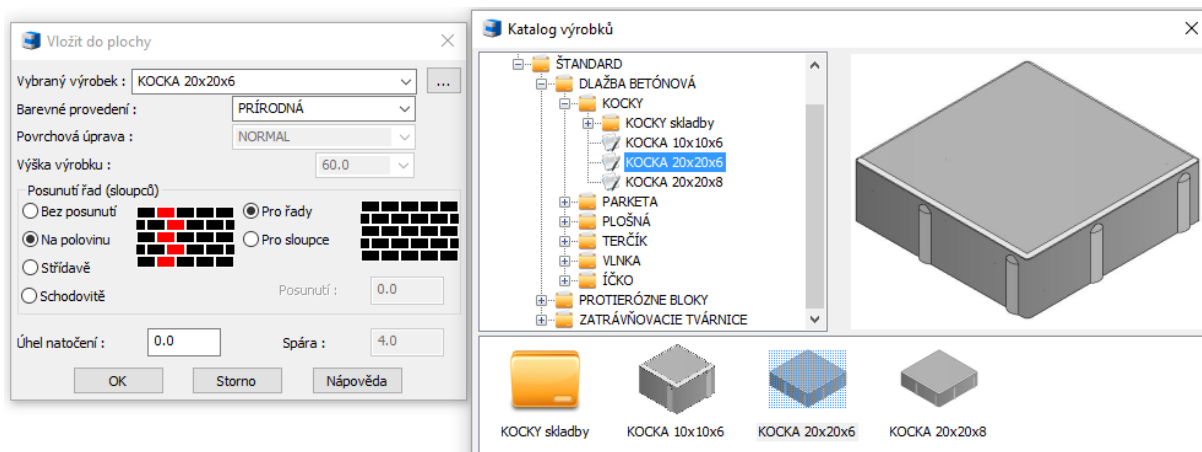 Vložit do plochy
Vybraný výrobek : KOCKA 20x20x6 ...
Barevné provedení : PRÍRODNÁ
Povrchová úprava : NORMAL
Výška výrobku : 60.0
Posunutí řad (sloupců)
Bez posunutí Pro řady
Na polovinu Pro sloupce
Střídavě
Schodovitě Posunutí : 0.0
Úhel natočení : 0.0 Spára : 4.0
OK Storno Nápověda
Katalog výrobků
ŠTANDARD
DLAŽBA BETÓNOVÁ
KOCKY
KOCKY skladby
KOCKA 10x10x6
KOCKA 20x20x6
KOCKA 20x20x8
PARKETA
PLOŠNÁ
TERČÍK
VLNKA
ÍČKO
PROTIERÓZNE BLOKY
ZATRÁVŇOVACIE TVÁRNICE
KOCKY skladby KOCKA 10x10x6 KOCKA 20x20x6 KOCKA 20x20x8